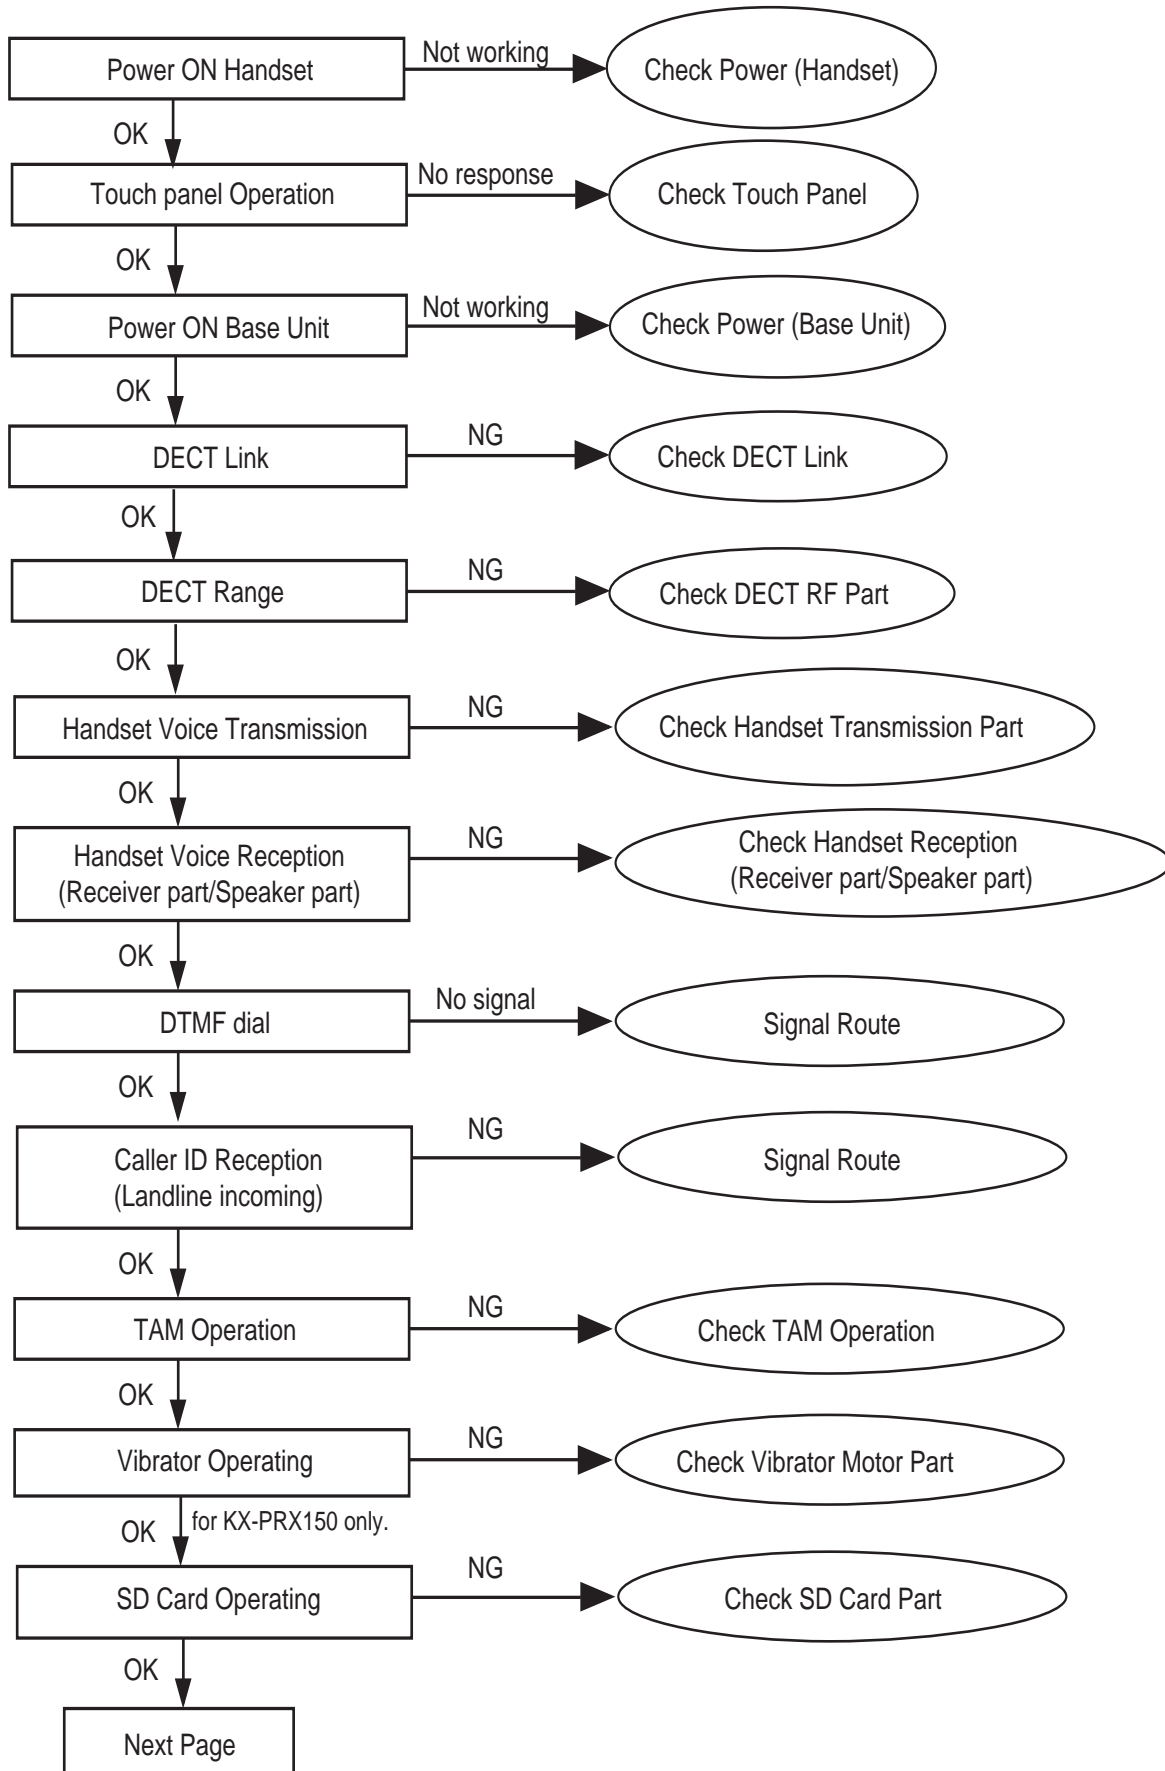 Power ON Handset
Not working
Check Power (Handset)
OK
Touch panel Operation
No response
Check Touch Panel
OK
Power ON Base Unit
Not working
Check Power (Base Unit)
OK
DECT Link
NG
Check DECT Link
OK
DECT Range
NG
Check DECT RF Part
OK
Handset Voice Transmission
NG
Check Handset Transmission Part
OK
Handset Voice Reception
(Receiver part/Speaker part)
NG
Check Handset Reception
(Receiver part/Speaker part)
OK
DTMF dial
No signal
Signal Route
OK
Caller ID Reception
(Landline incoming)
NG
Signal Route
OK
TAM Operation
NG
Check TAM Operation
OK
Vibrator Operating
NG
Check Vibrator Motor Part
OK
for KX-PRX150 only.
SD Card Operating
NG
Check SD Card Part
OK
Next Page